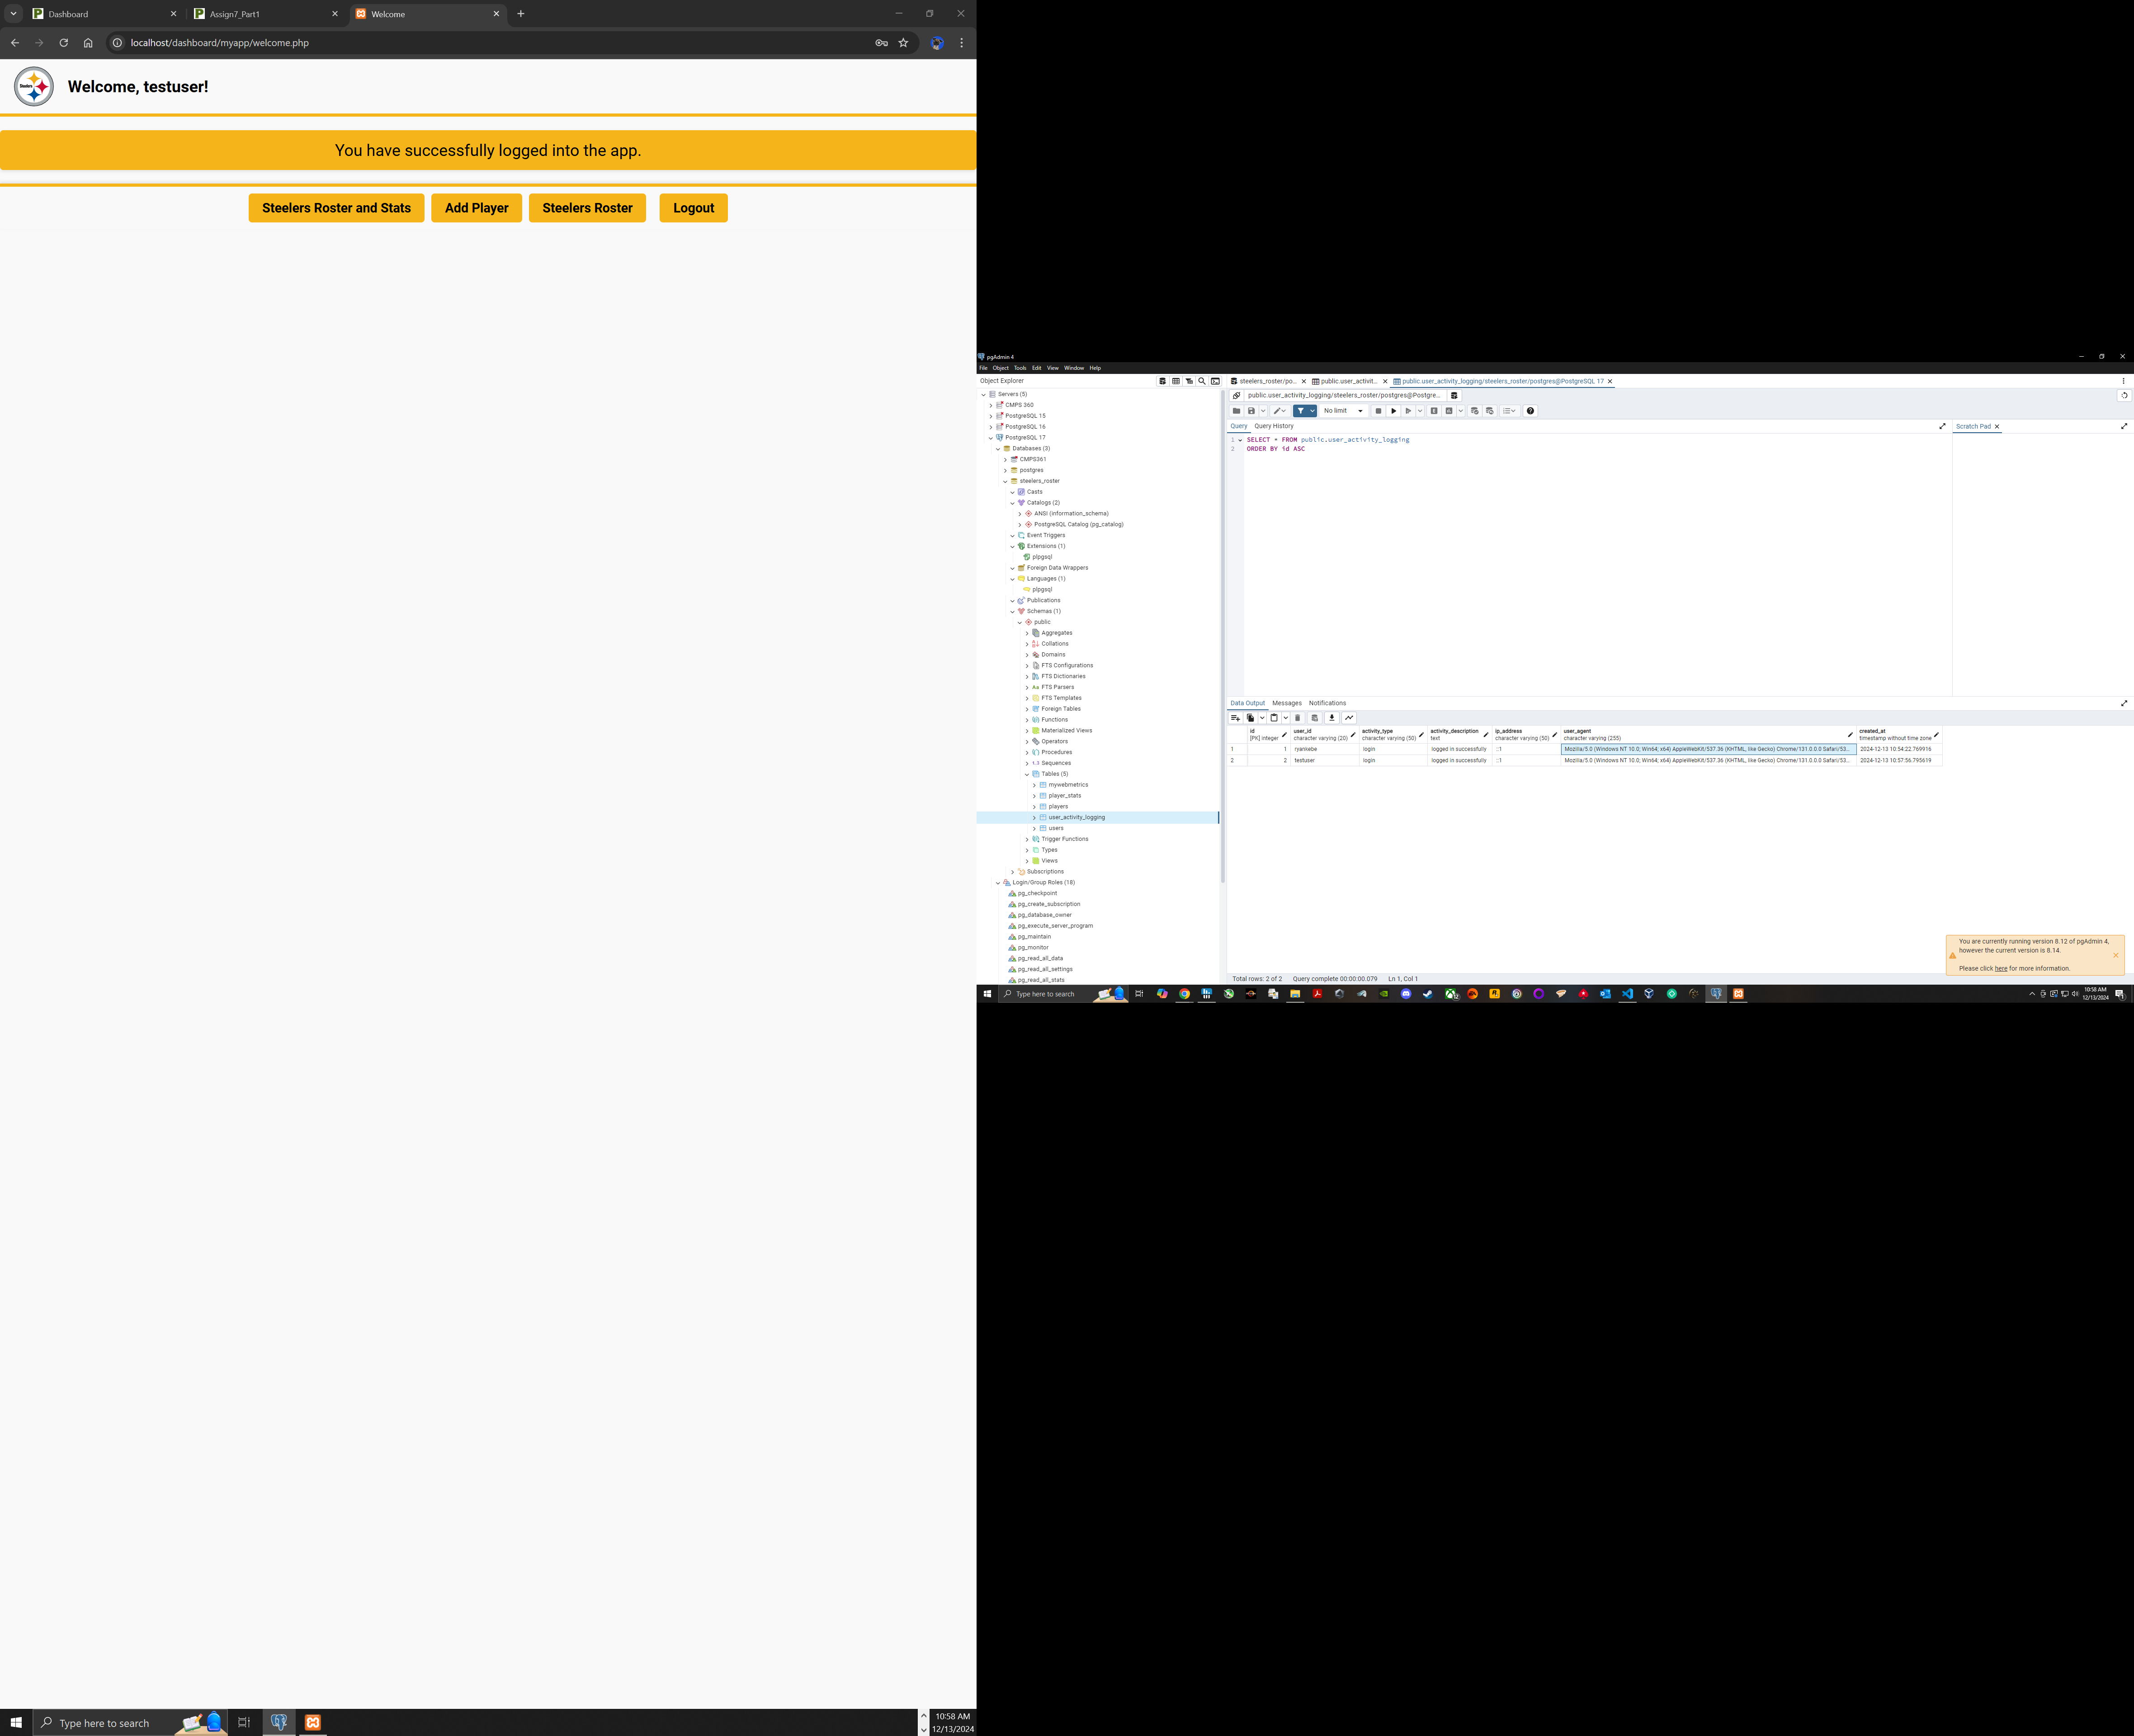 Dashboard
Assign7_Part1
Welcome
localhost/dashboard/myapp/welcome.php
Steelers
Welcome, testuser!
You have successfully logged into the app.
Steelers Roster and Stats
Add Player
Steelers Roster
Logout
Type here to search
10:58 AM
12/13/2024
pgAdmin 4
File Object Tools Edit View Window Help
Object Explorer
Servers (5)
CMPS 360
PostgreSQL 15
PostgreSQL 16
PostgreSQL 17
Databases (3)
CMPS361
postgres
steelers_roster
Casts
Catalogs (2)
ANSI (information_schema)
PostgreSQL Catalog (pg_catalog)
Event Triggers
Extensions (1)
plpgsql
Foreign Data Wrappers
Languages (1)
plpgsql
Publications
Schemas (1)
public
Aggregates
Collations
Domains
FTS Configurations
FTS Dictionaries
FTS Parsers
FTS Templates
Foreign Tables
Functions
Materialized Views
Operators
Procedures
Sequences
Tables (5)
mywebmetrics
player_stats
players
user_activity_logging
users
Trigger Functions
Types
Views
Subscriptions
Login/Group Roles (18)
pg_checkpoint
pg_create_subscription
pg_database_owner
pg_execute_server_program
pg_maintain
pg_monitor
pg_read_all_data
pg_read_all_settings
pg_read_all_stats
steelers_roster/po...
public.user_activit...
public.user_activity_logging/steelers_roster/postgres@PostgreSQL 17
public.user_activity_logging/steelers_roster/postgres@Postgre...
No limit
Query Query History
Scratch Pad
1 SELECT * FROM public.user_activity_logging
2 ORDER BY id ASC
Data Output Messages Notifications
id user_id activity_type activity_description ip_address user_agent created_at
[PK] integer character varying (20) character varying (50) text character varying (50) character varying (255) timestamp without time zone
1 1 ryankebe login logged in successfully ::1 Mozilla/5.0 (Windows NT 10.0; Win64; x64) AppleWebKit/537.36 (KHTML, like Gecko) Chrome/131.0.0.0 Safari/53... 2024-12-13 10:54:22.769916
2 2 testuser login logged in successfully ::1 Mozilla/5.0 (Windows NT 10.0; Win64; x64) AppleWebKit/537.36 (KHTML, like Gecko) Chrome/131.0.0.0 Safari/53... 2024-12-13 10:57:56.795619
You are currently running version 8.12 of pgAdmin 4,
however the current version is 8.14.
Please click here for more information.
Total rows: 2 of 2 Query complete 00:00:00.079 Ln 1, Col 1
Type here to search
10:58 AM
12/13/2024